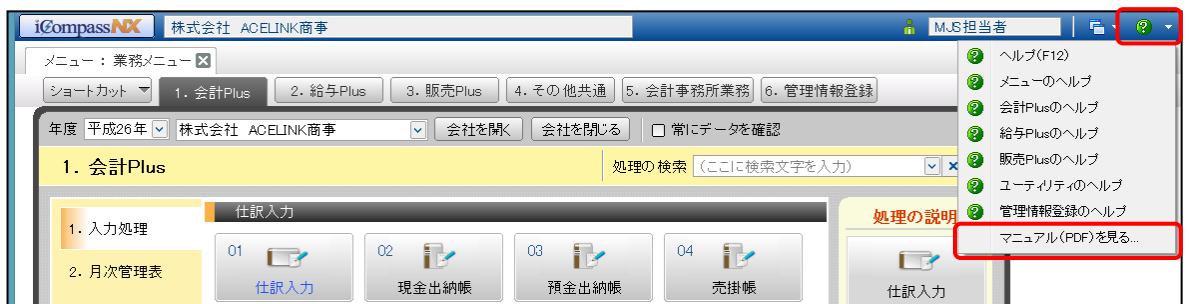 iCompassNX 株式会社 ACELINK商事 MJS担当者
メニュー : 業務メニュー
ショートカット 1. 会計Plus 2. 給与Plus 3. 販売Plus 4. その他共通 5. 会計事務所業務 6. 管理情報登録
年度 平成26年 株式会社 ACELINK商事 会社を開く 会社を閉じる 常にデータを確認
1. 会計Plus 処理の検索 (ここに検索文字を入力)
1. 入力処理
2. 月次管理表
仕訳入力
01 仕訳入力
02 現金出納帳
03 預金出納帳
04 売掛帳
処理の説明
仕訳入力
ヘルプ(F12)
メニューのヘルプ
会計Plusのヘルプ
給与Plusのヘルプ
販売Plusのヘルプ
ユーティリティのヘルプ
管理情報登録のヘルプ
マニュアル(PDF)を見る...